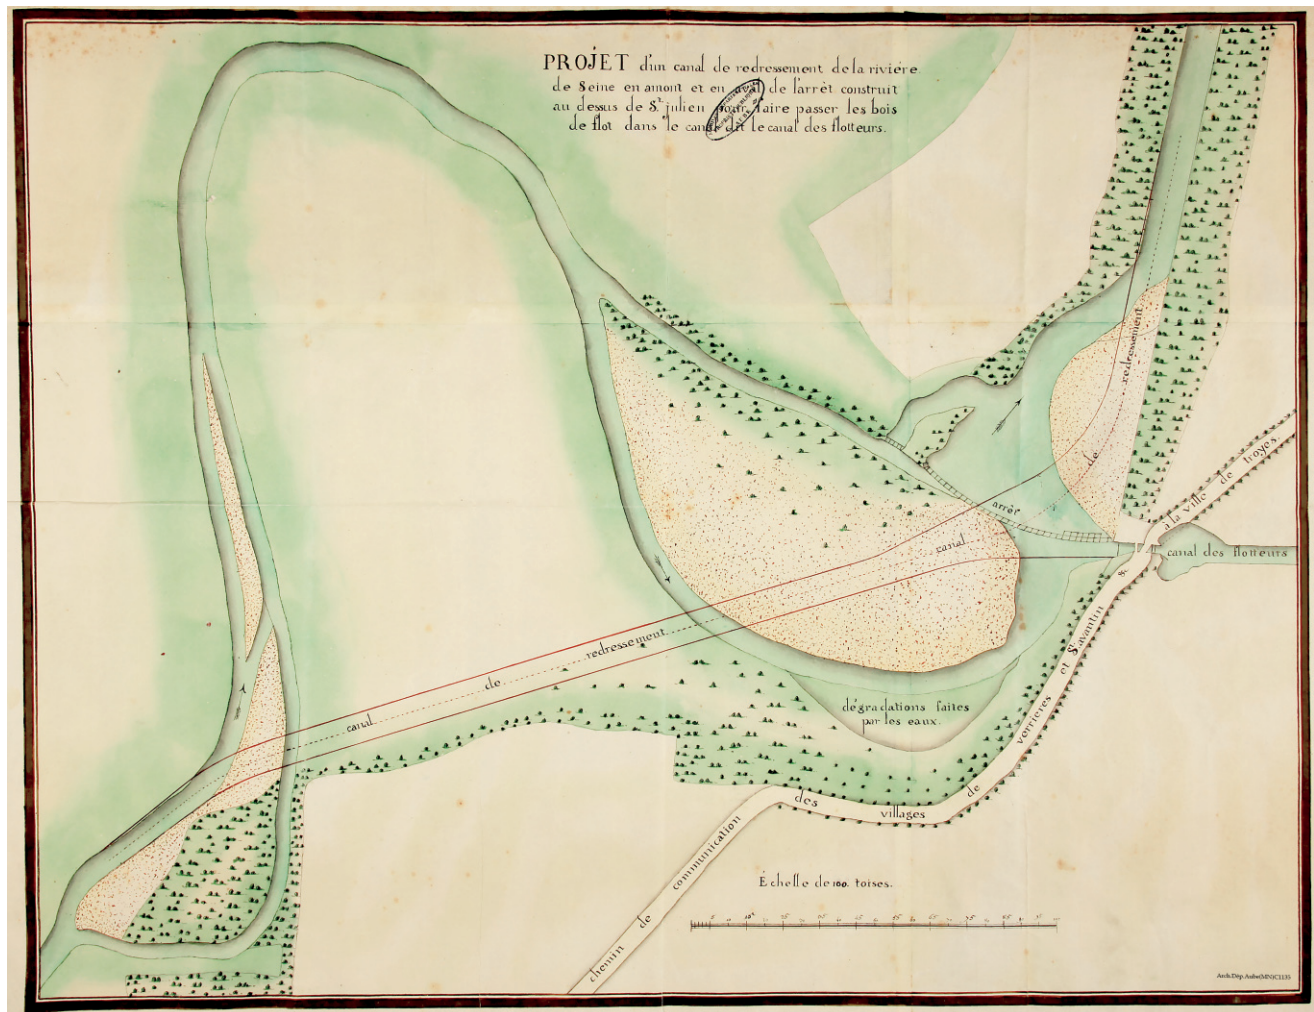 PROJET d'un canal de redressement de la riviére
de Seine en amont et en de l'arrêt construit
au dessus de St. julien pour faire passer les bois
de flot dans le canal dit le canal des flotteurs.
redressement
de
arrêt
canal
à la ville de troyes.
canal des flotteurs
redressement
de
canal
dégradations faites
par les eaux.
chemin de communication des villages de verrieres et St. avantin
Échelle de 100. toises.
Arch.Dép.Aube